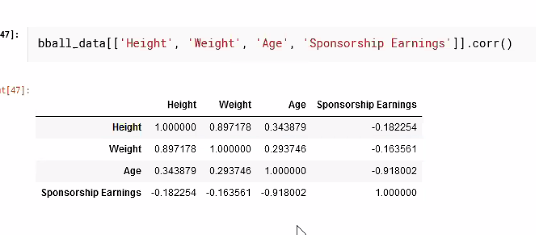 47]:
bball_data[['Height', 'Weight', 'Age', 'Sponsorship Earnings']].corr()
t[47]:
Height Weight Age Sponsorship Earnings
Height 1.000000 0.897178 0.343879 -0.182254
Weight 0.897178 1.000000 0.293746 -0.163561
Age 0.343879 0.293746 1.000000 -0.918002
Sponsorship Earnings -0.182254 -0.163561 -0.918002 1.000000